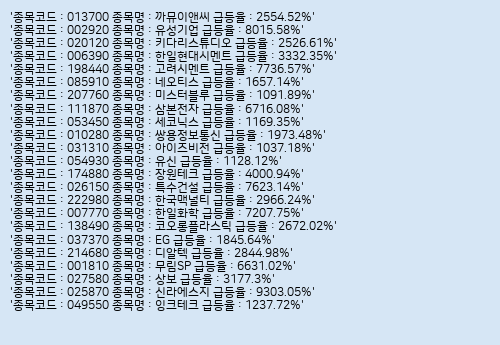 '종목코드 : 013700 종목명 : 까뮤이앤씨 급등율 : 2554.52%'
'종목코드 : 002920 종목명 : 유성기업 급등율 : 8015.58%'
'종목코드 : 020120 종목명 : 키다리스튜디오 급등율 : 2526.61%'
'종목코드 : 006390 종목명 : 한일현대시멘트 급등율 : 3332.35%'
'종목코드 : 198440 종목명 : 고려시멘트 급등율 : 7736.57%'
'종목코드 : 085910 종목명 : 네오티스 급등율 : 1657.14%'
'종목코드 : 207760 종목명 : 미스터블루 급등율 : 1091.89%'
'종목코드 : 111870 종목명 : 삼본전자 급등율 : 6716.08%'
'종목코드 : 053450 종목명 : 세코닉스 급등율 : 1169.35%'
'종목코드 : 010280 종목명 : 쌍용정보통신 급등율 : 1973.48%'
'종목코드 : 031310 종목명 : 아이즈비전 급등율 : 1037.18%'
'종목코드 : 054930 종목명 : 유신 급등율 : 1128.12%'
'종목코드 : 174880 종목명 : 장원테크 급등율 : 4000.94%'
'종목코드 : 026150 종목명 : 특수건설 급등율 : 7623.14%'
'종목코드 : 222980 종목명 : 한국맥널티 급등율 : 2966.24%'
'종목코드 : 007770 종목명 : 한일화학 급등율 : 7207.75%'
'종목코드 : 138490 종목명 : 코오롱플라스틱 급등율 : 2672.02%'
'종목코드 : 037370 종목명 : EG 급등율 : 1845.64%'
'종목코드 : 214680 종목명 : 디알텍 급등율 : 2844.98%'
'종목코드 : 001810 종목명 : 무림SP 급등율 : 6631.02%'
'종목코드 : 027580 종목명 : 상보 급등율 : 3177.3%'
'종목코드 : 025870 종목명 : 신라에스지 급등율 : 9303.05%'
'종목코드 : 049550 종목명 : 잉크테크 급등율 : 1237.72%'